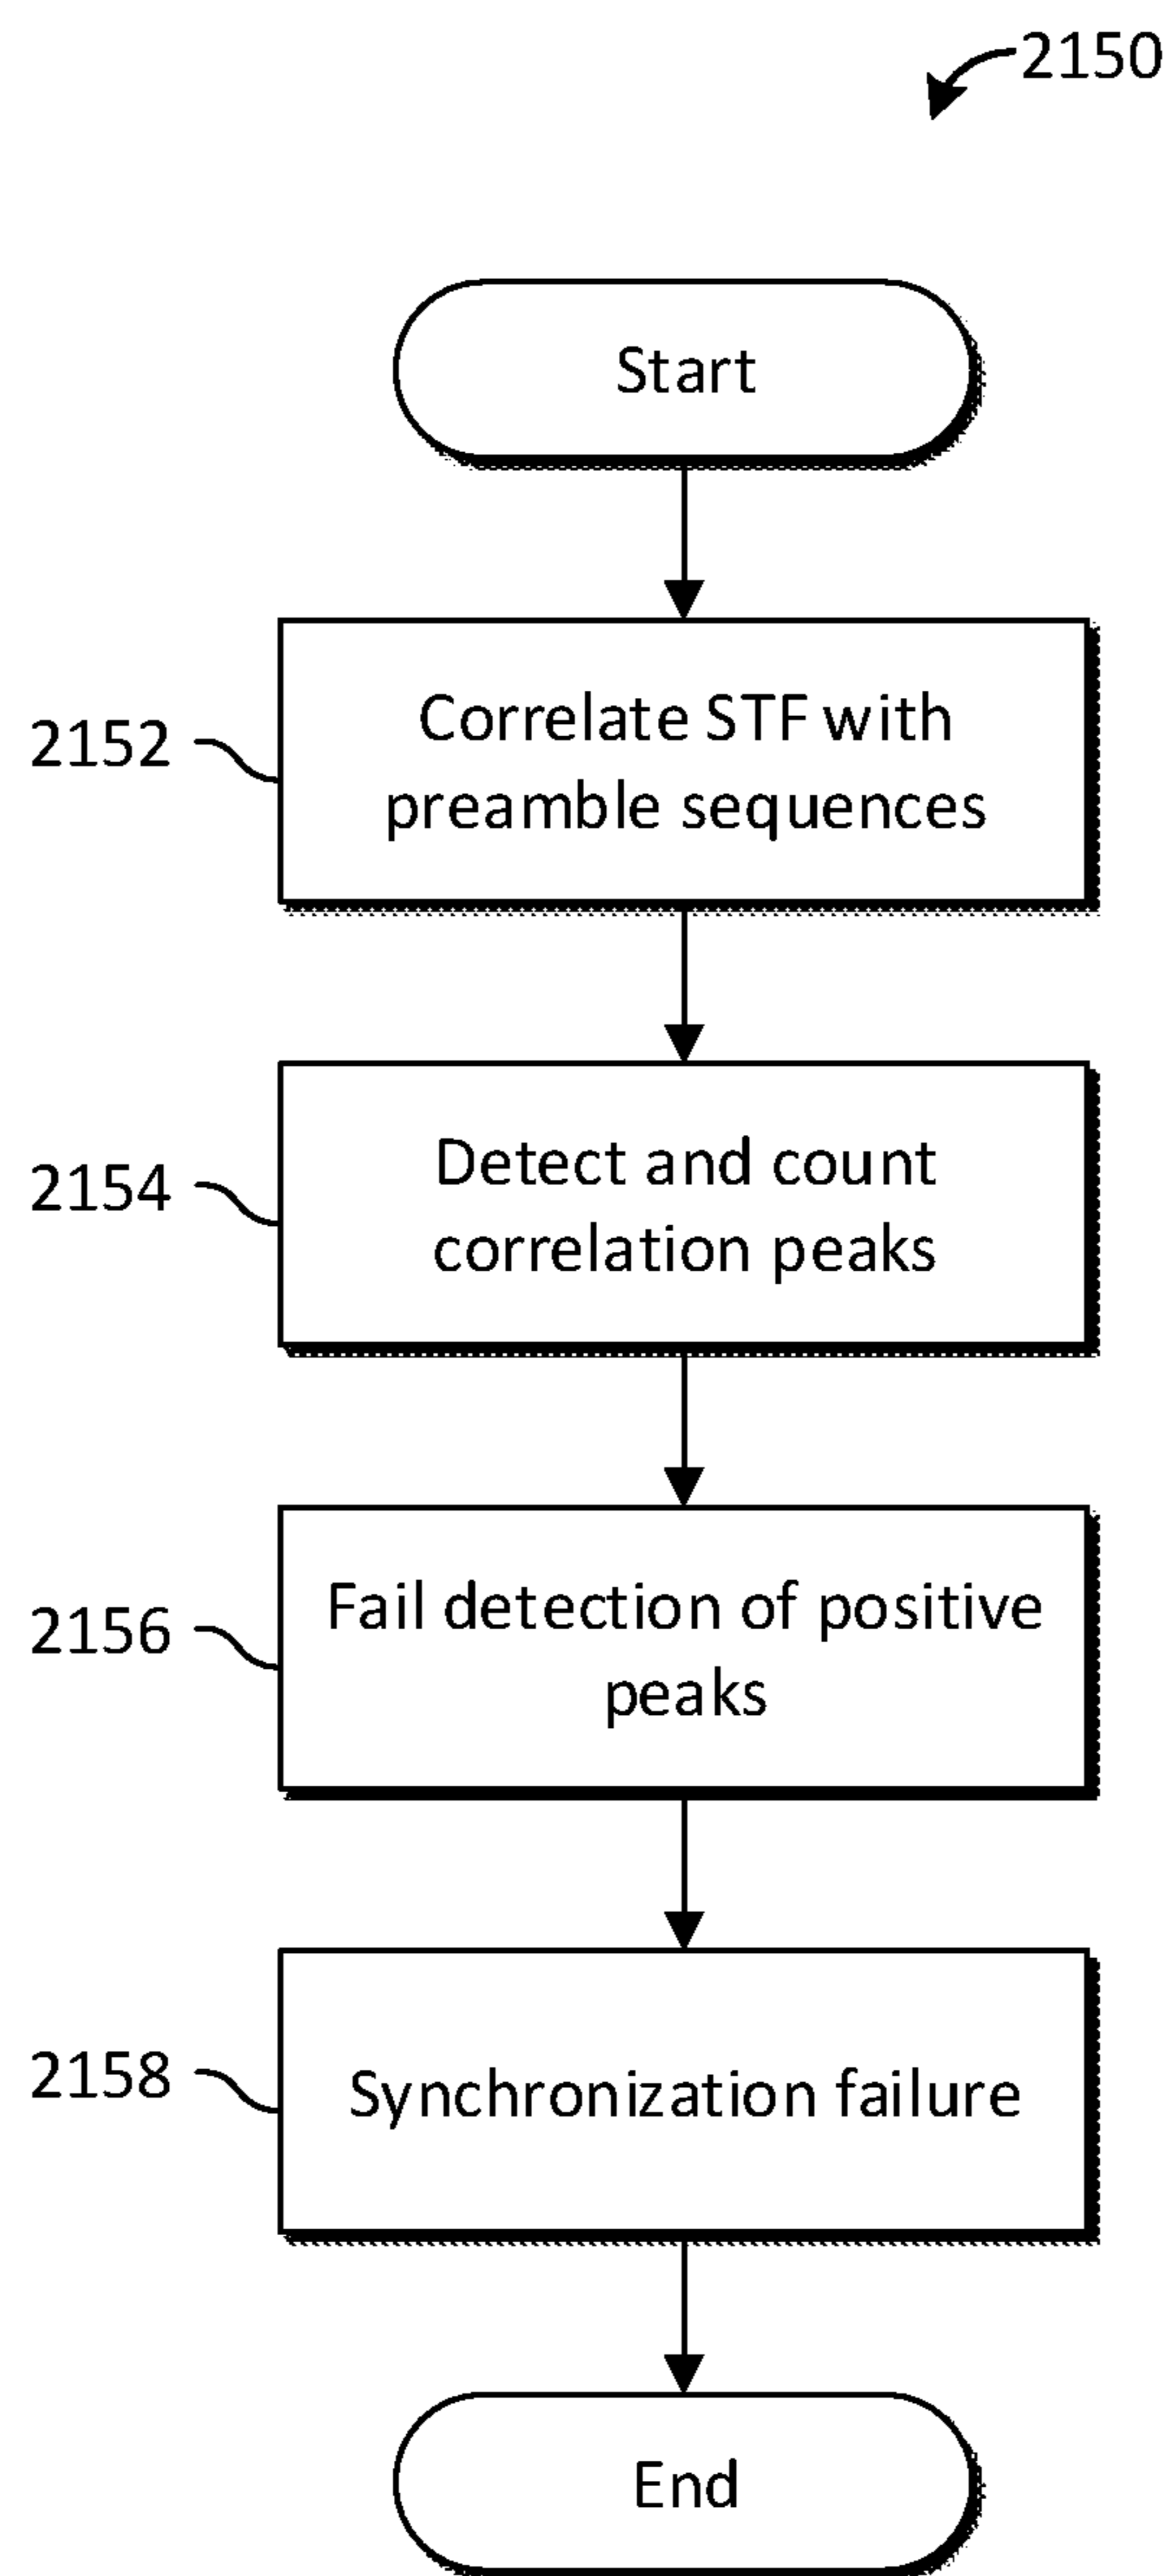 2150
Start
2152
Correlate STF with
preamble sequences
2154
Detect and count
correlation peaks
2156
Fail detection of positive
peaks
2158
Synchronization failure
End